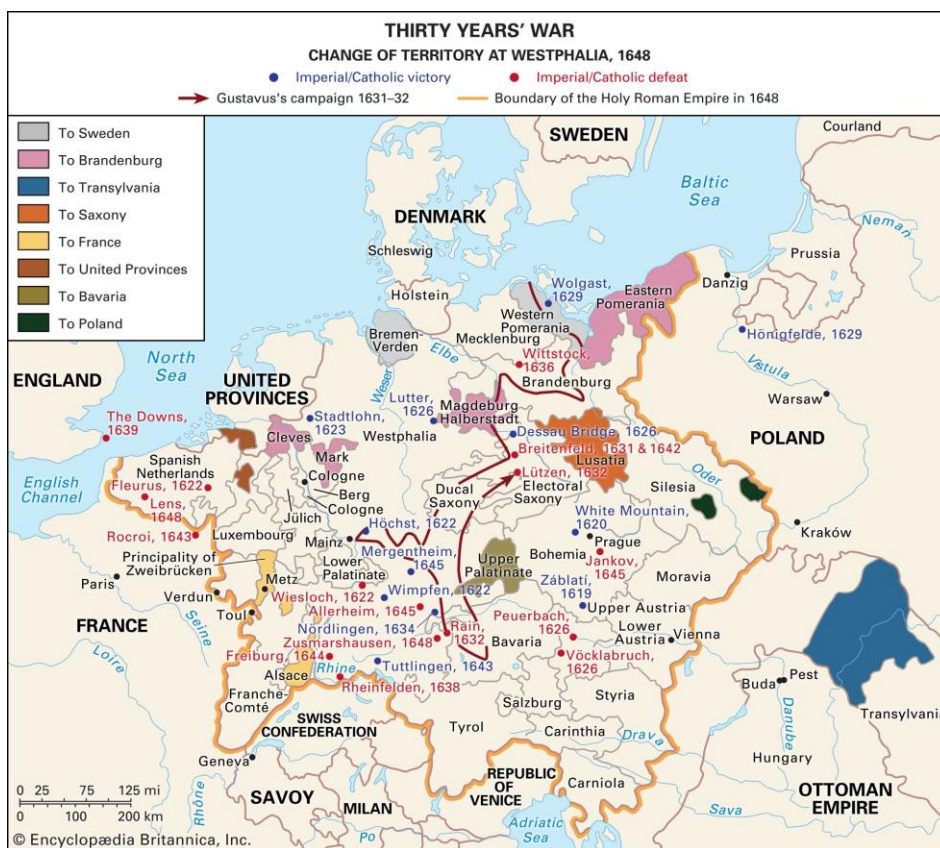 THIRTY YEARS' WAR
CHANGE OF TERRITORY AT WESTPHALIA, 1648
Imperial/Catholic victory
Imperial/Catholic defeat
Gustavus's campaign 1631–32
Boundary of the Holy Roman Empire in 1648
To Sweden
To Brandenburg
To Transylvania
To Saxony
To France
To United Provinces
To Bavaria
To Poland
SWEDEN
Courland
Baltic
Sea
Neman
DENMARK
Schleswig
Prussia
Holstein
Wolgast,
1629
Eastern
Pomerania
Danzig
Western
Pomerania
Mecklenburg
Bremen-
Verden
Elbe
Hönigfelde, 1629
North
Sea
Wittstock,
1636
Brandenburg
Vistula
ENGLAND
UNITED
PROVINCES
Weser
Lutter,
1626
Magdeburg
Halberstadt
Warsaw
The Downs,
1639
Stadtlohn,
1623
Cleves
Westphalia
Dessau Bridge, 1626
Breitenfeld, 1631 & 1642
POLAND
English
Channel
Spanish
Netherlands
Mark
Cologne
Lützen, 1632
Lusatia
Oder
Fleurus, 1622
Berg
Cologne
Ducal
Saxony
Electoral
Saxony
Silesia
Lens,
1648
Jülich
Höchst, 1622
White Mountain,
1620
Rocroi, 1643
Luxembourg
Mainz
Prague
Kraków
Principality of
Zweibrücken
Mergentheim,
1645
Lower
Palatinate
Upper
Palatinate
Bohemia
Jankov,
1645
Paris
Metz
Wimpfen, 1622
Záblatí,
1619
Moravia
Verdun
Wiesloch, 1622
Allerheim, 1645
Upper Austria
Toul
Nördlingen, 1634
Rain,
1632
Peuerbach,
1626
Lower
Austria
Vienna
FRANCE
Seine
Zusmarshausen, 1648
Bavaria
Freiburg, 1644
Vöcklabruch,
1626
Loire
Rhine
Tuttlingen, 1643
Alsace
Rheinfelden, 1638
Buda
Pest
Franche-
Comté
Salzburg
Styria
Transylvania
SWISS
CONFEDERATION
Tyrol
Carinthia
Drava
Danube
Geneva
Hungary
0 25 75 125 mi
0 100 200 km
Rhône
SAVOY
MILAN
REPUBLIC
OF
VENICE
Carniola
OTTOMAN
EMPIRE
Sava
Po
Adriatic
Sea
© Encyclopædia Britannica, Inc.